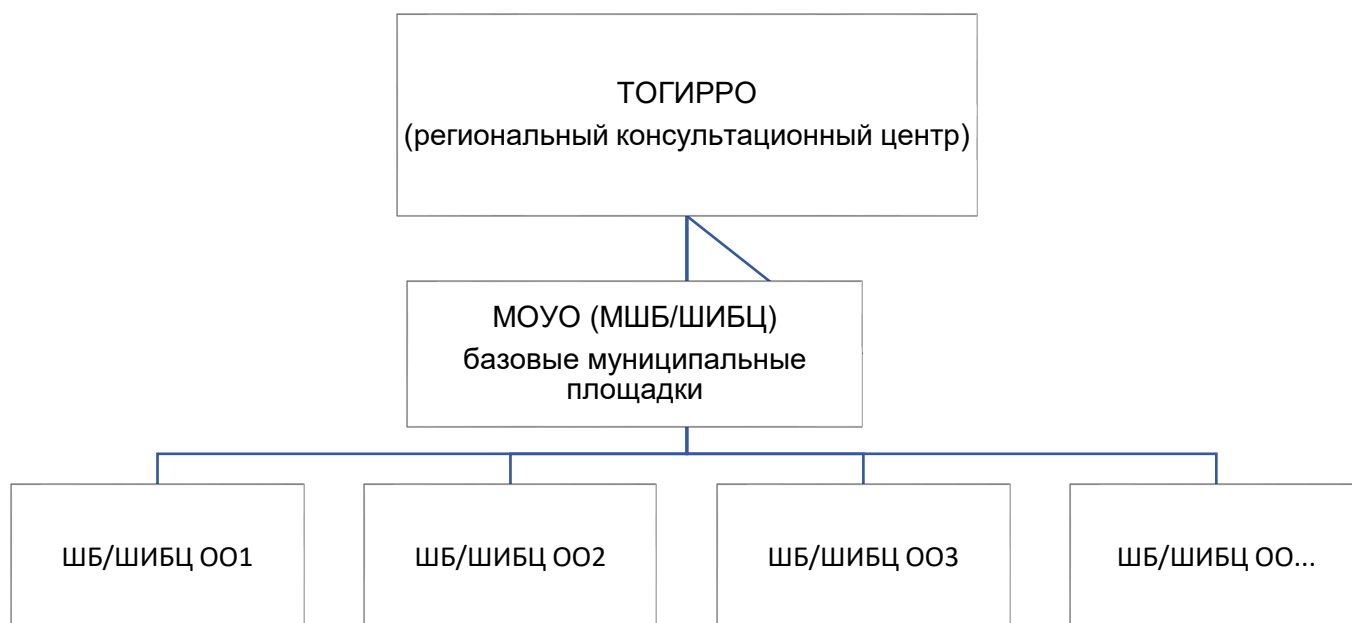 ТОГИРРО
(региональный консультационный центр)
МОУО (МШБ/ШИБЦ)
базовые муниципальные
площадки
ШБ/ШИБЦ ОО1
ШБ/ШИБЦ ОО2
ШБ/ШИБЦ ОО3
ШБ/ШИБЦ ОО...